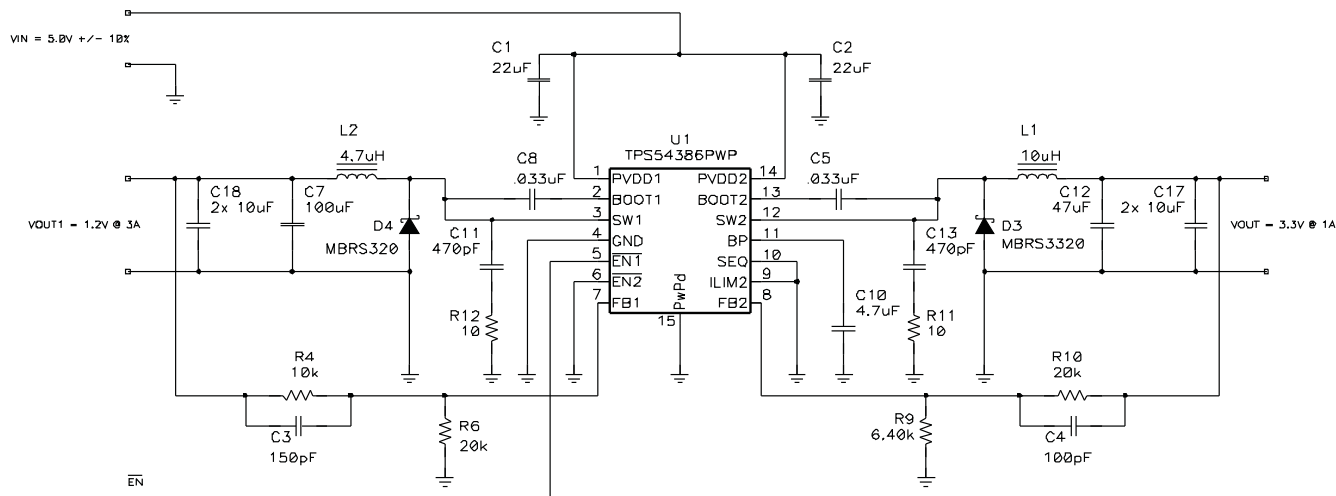 VIN = 5.0V +/- 10%
C1
22uF
C2
22uF
L2
4.7uH
U1
TPS54386PWP
L1
10uH
C8
.033uF
C5
.033uF
1 PVDD1
2 BOOT1
3 SW1
4 GND
5 EN1
6 EN2
7 FB1
PVDD2 14
BOOT2 13
SW2 12
BP 11
SEQ 10
ILIM2 9
FB2 8
PwPd
15
C18
2x 10uF
C7
100uF
D4
MBRS320
C11
470pF
C13
470pF
D3
MBRS3320
C12
47uF
C17
2x 10uF
VOUT1 = 1.2V @ 3A
VOUT = 3.3V @ 1A
R12
10
C10
4.7uF
R11
10
R4
10k
C3
150pF
R6
20k
R9
6.40k
R10
20k
C4
100pF
EN